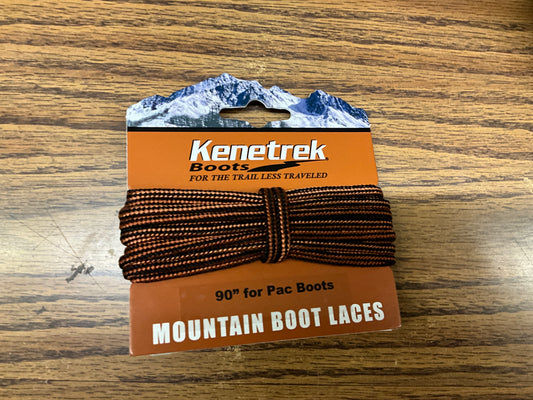 Kenetrek
Boots
FOR THE TRAIL LESS TRAVELED
90" for Pac Boots
MOUNTAIN BOOT LACES